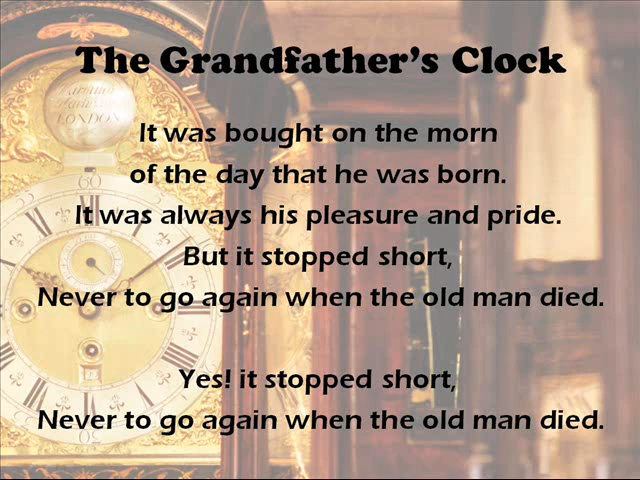 The Grandfather's Clock
It was bought on the morn
of the day that he was born.
It was always his pleasure and pride.
But it stopped short,
Never to go again when the old man died.
Yes! it stopped short,
Never to go again when the old man died.
LONDON
60